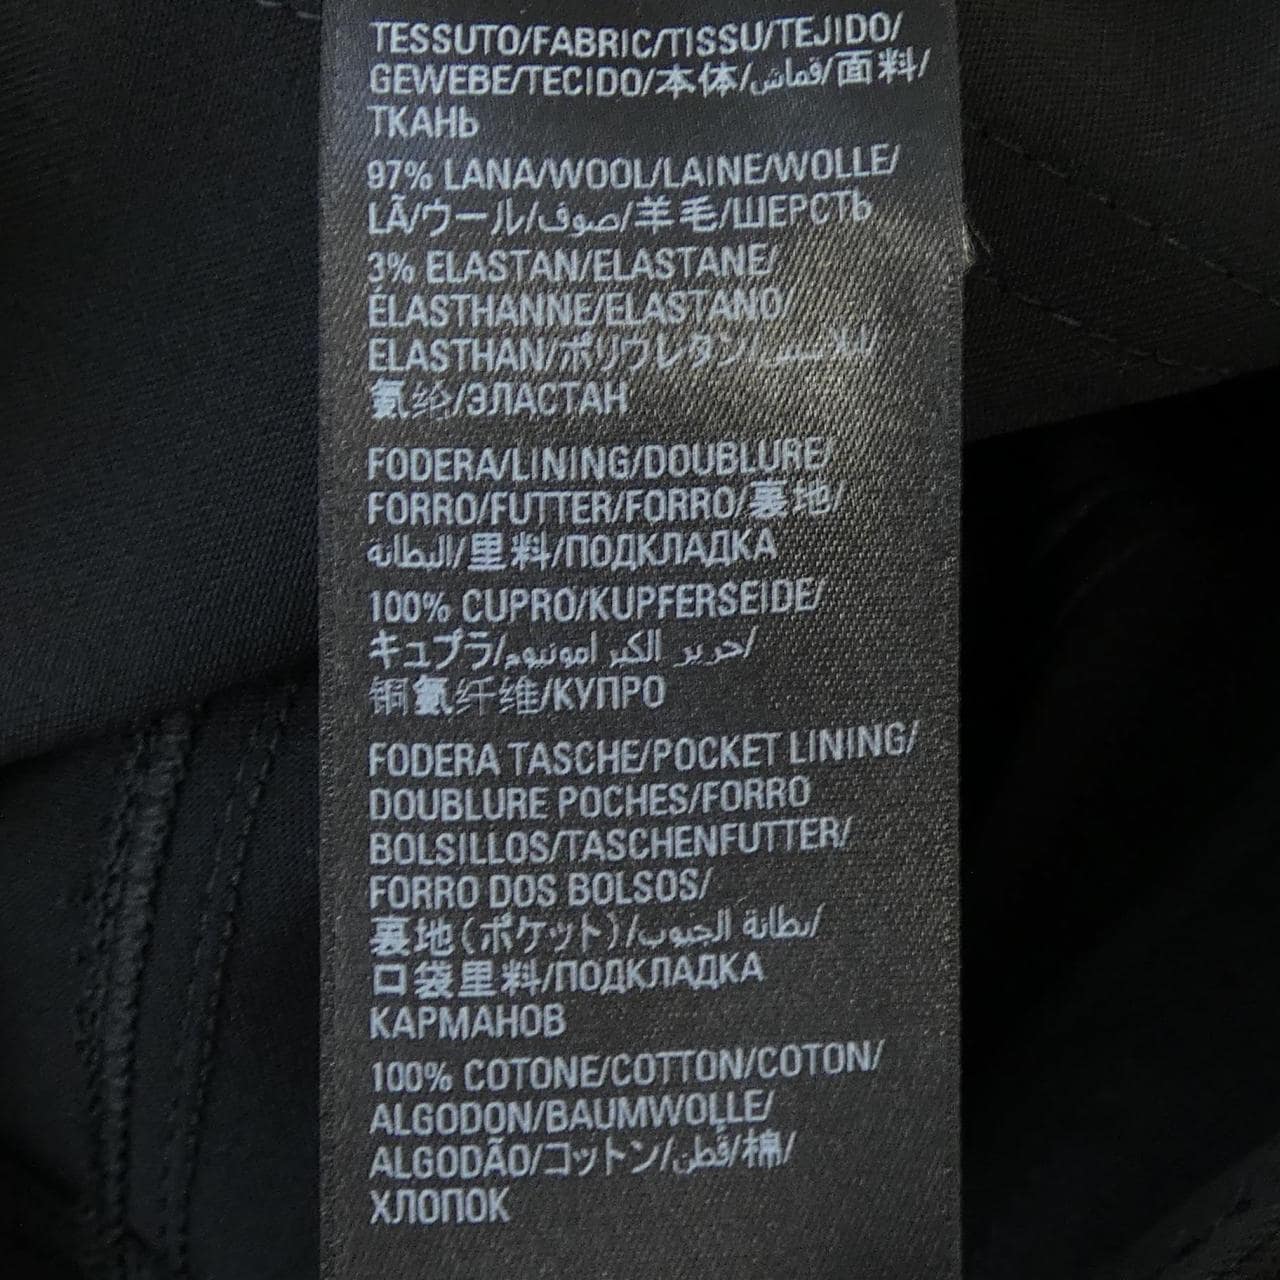 TESSUTO/FABRIC/TISSU/TEJIDO/
GEWEBE/TECIDO/本体/قماش/面料/
ТКАНЬ
97% LANA/WOOL/LAINE/WOLLE/
LÃ/ウール/صوف/羊毛/ШЕРСТЬ
3% ELASTAN/ELASTANE/
ÉLASTHANNE/ELASTANO/
ELASTHAN/ポリウレタン/
氨纶/ЭЛАСТАН
FODERA/LINING/DOUBLURE/
FORRO/FUTTER/FORRO/裏地/
البطانة/里料/ПОДКЛАДКА
100% CUPRO/KUPFERSEIDE/
キュプラ/حرير الكبر امونيوم/
铜氨纤维/КУПРО
FODERA TASCHE/POCKET LINING/
DOUBLURE POCHES/FORRO
BOLSILLOS/TASCHENFUTTER/
FORRO DOS BOLSOS/
裏地(ポケット)/بطانة الجيوب/
口袋里料/ПОДКЛАДКА
КАРМАНОВ
100% COTONE/COTTON/COTON/
ALGODON/BAUMWOLLE/
ALGODÃO/コットン/قطن/棉/
ХЛОПОК